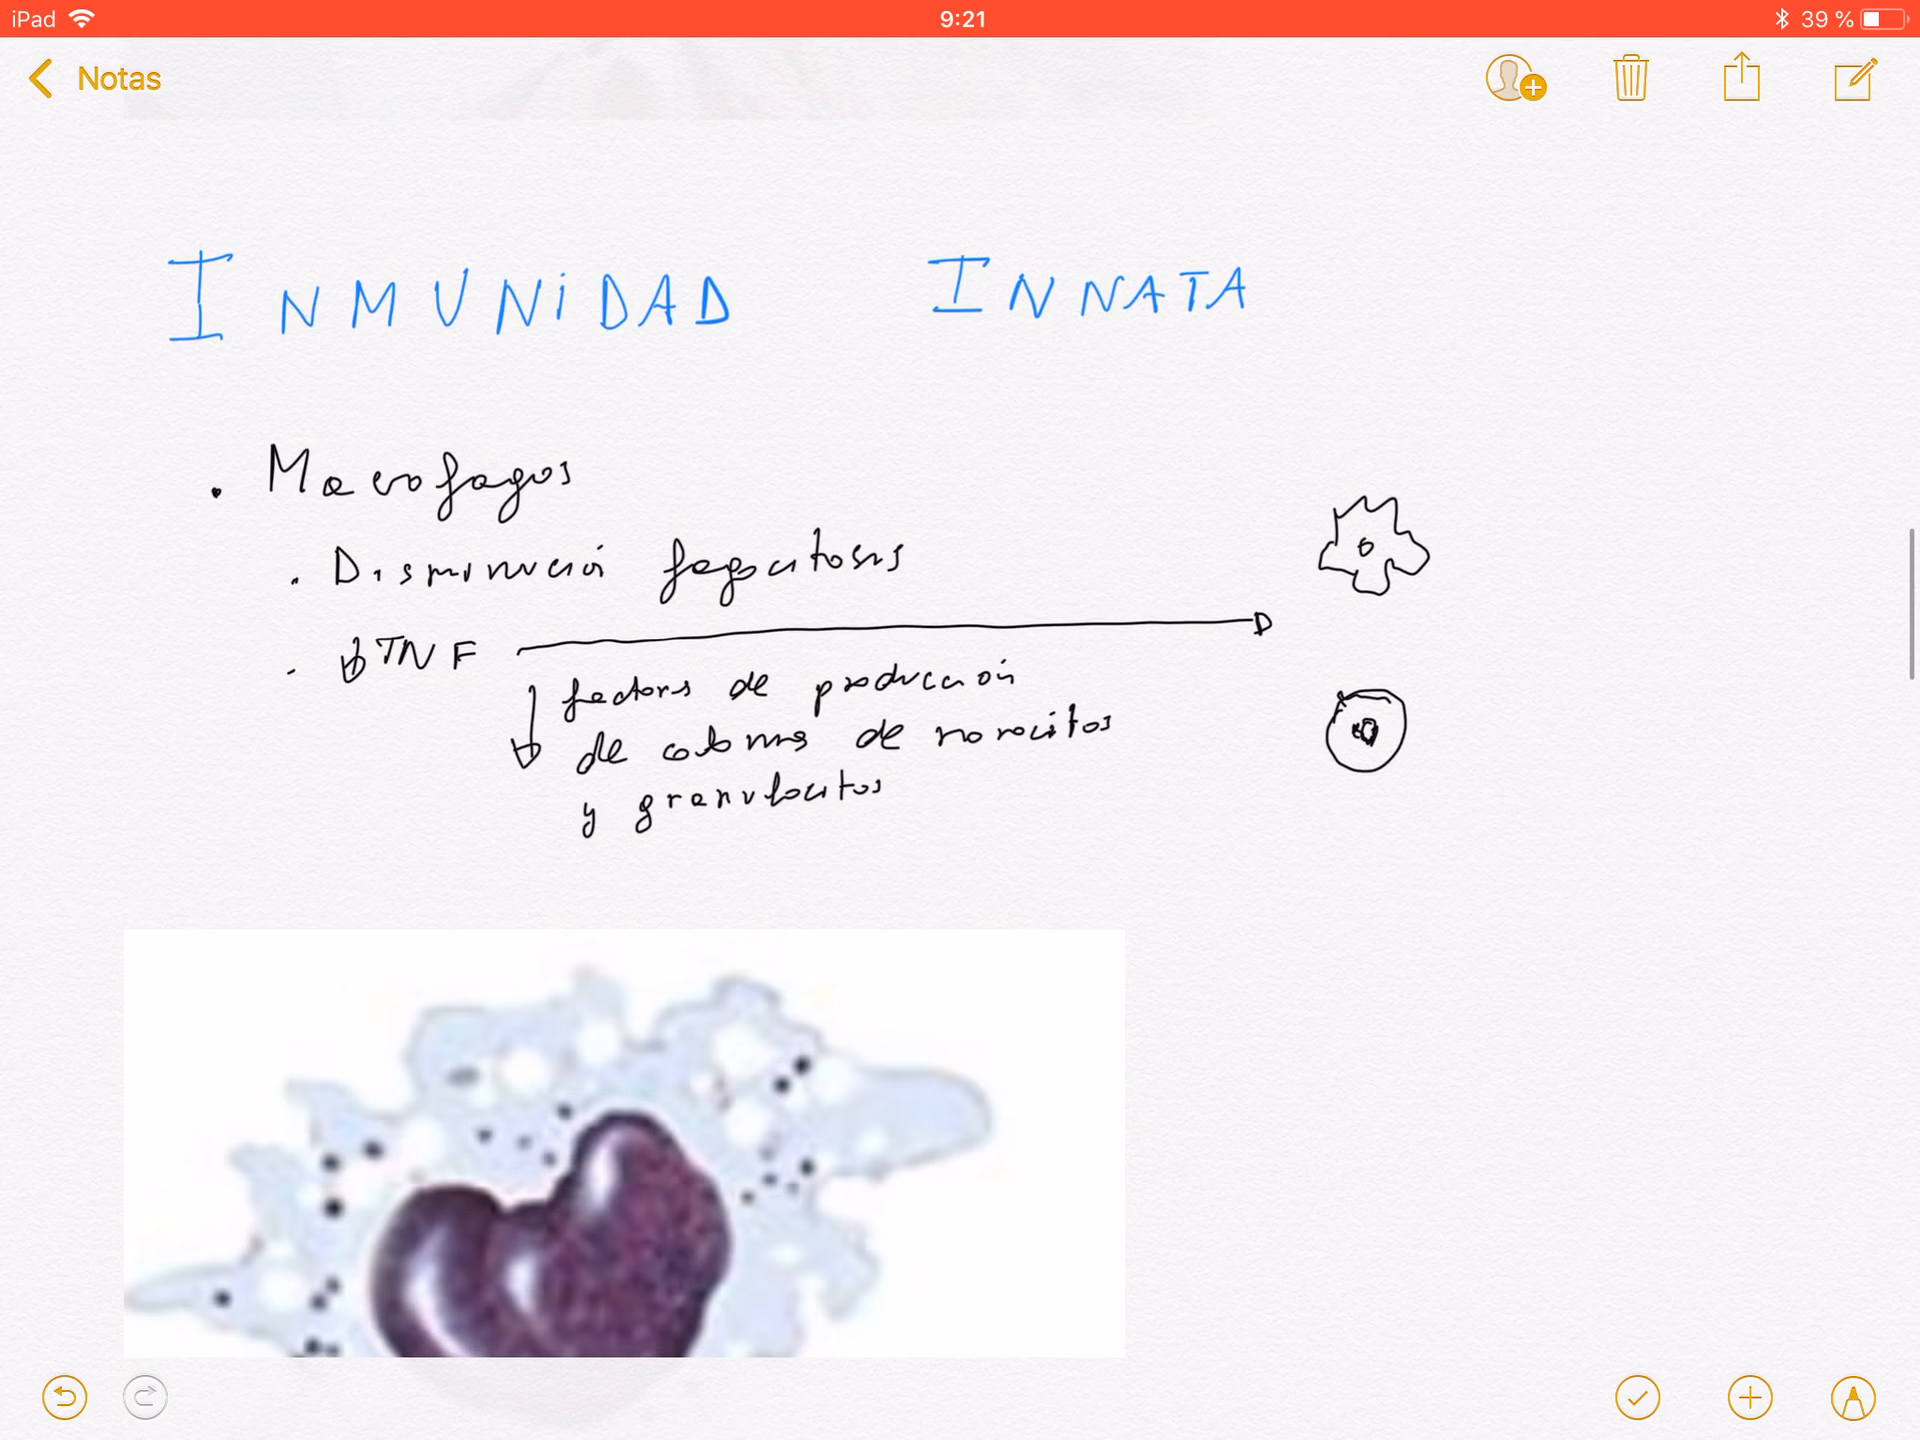 iPad 9:21 39 %
Notas
INMUNiDAD INNATA
. Macrofagos
. Disminución fagocitosis
. ↓ TNF
↓ factores de producción
de colonias de monocitos
y granulocitos